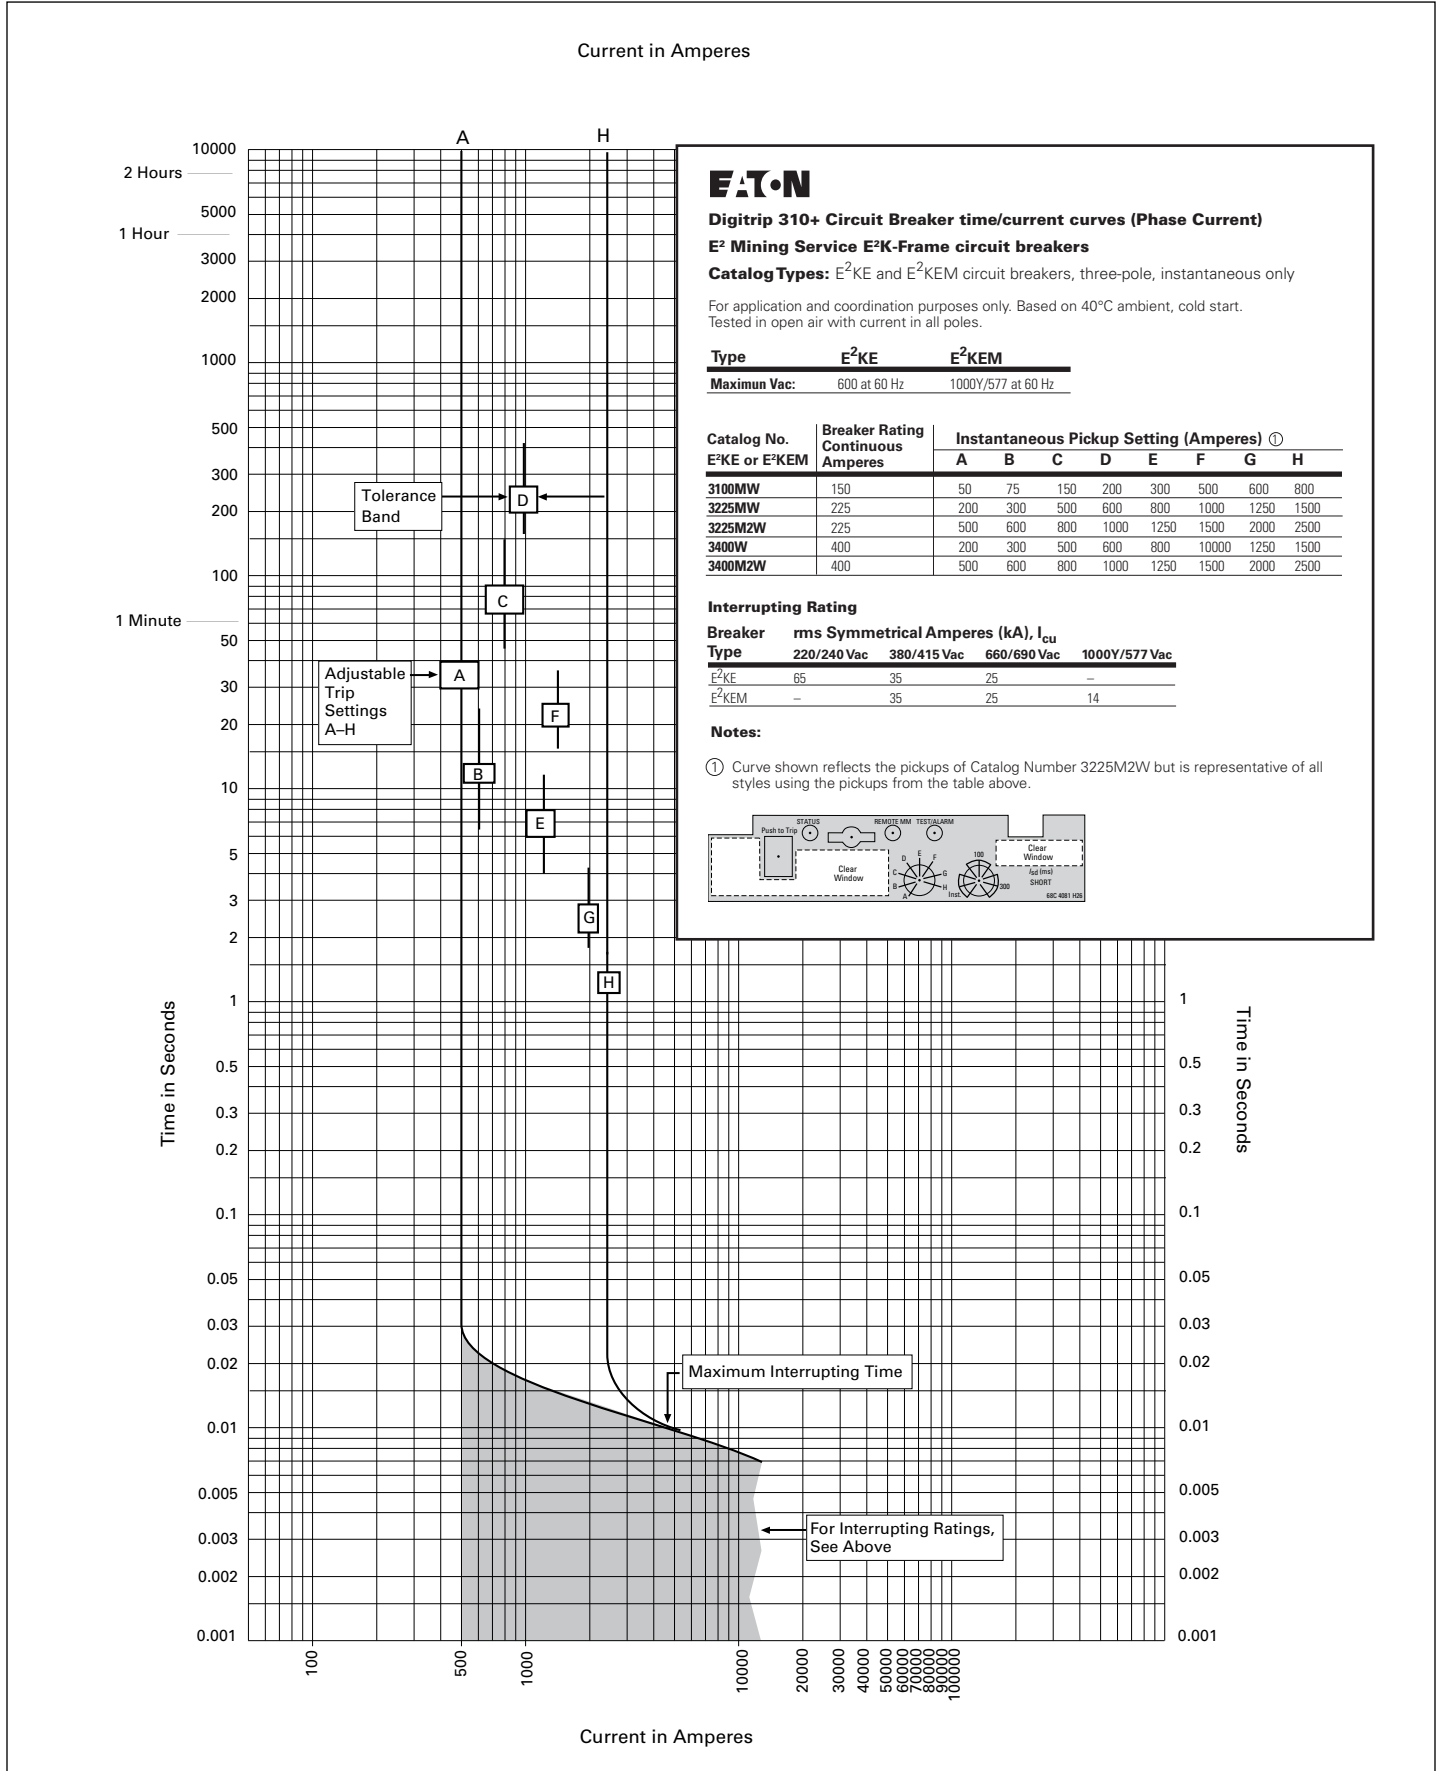 Current in Amperes
A
H
10000
2 Hours
5000
1 Hour
3000
2000
1000
500
300
200
100
1 Minute
50
30
20
10
5
3
2
1
0.5
0.3
0.2
0.1
0.05
0.03
0.02
0.01
0.005
0.003
0.002
0.001
Time in Seconds
Tolerance
Band
D
C
Adjustable
Trip
Settings
A–H
A
F
B
E
G
H
EATON
Digitrip 310+ Circuit Breaker time/current curves (Phase Current)
E² Mining Service E²K-Frame circuit breakers
Catalog Types: E²KE and E²KEM circuit breakers, three-pole, instantaneous only
For application and coordination purposes only. Based on 40°C ambient, cold start.
Tested in open air with current in all poles.
Type E²KE E²KEM
Maximun Vac: 600 at 60 Hz 1000Y/577 at 60 Hz
Catalog No. Breaker Rating Continuous Amperes Instantaneous Pickup Setting (Amperes) ①
E²KE or E²KEM A B C D E F G H
3100MW 150 50 75 150 200 300 500 600 800
3225MW 225 200 300 500 600 800 1000 1250 1500
3225M2W 225 500 600 800 1000 1250 1500 2000 2500
3400W 400 200 300 500 600 800 10000 1250 1500
3400M2W 400 500 600 800 1000 1250 1500 2000 2500
Interrupting Rating
Breaker rms Symmetrical Amperes (kA), Icu
Type 220/240 Vac 380/415 Vac 660/690 Vac 1000Y/577 Vac
E²KE 65 35 25 –
E²KEM – 35 25 14
Notes:
① Curve shown reflects the pickups of Catalog Number 3225M2W but is representative of all
styles using the pickups from the table above.
STATUS
REMOTE MM
TEST/ALARM
Push to Trip
Clear
Window
A
B
C
D
E
F
G
H
100
300
Inst.
Clear
Window
Isd (ms)
SHORT
68C 4081 H26
1
0.5
0.3
0.2
0.1
0.05
0.03
0.02
0.01
0.005
0.003
0.002
0.001
Time in Seconds
Maximum Interrupting Time
For Interrupting Ratings,
See Above
100
500
1000
10000
20000
30000
40000
50000
60000
70000
80000
90000
100000
Current in Amperes